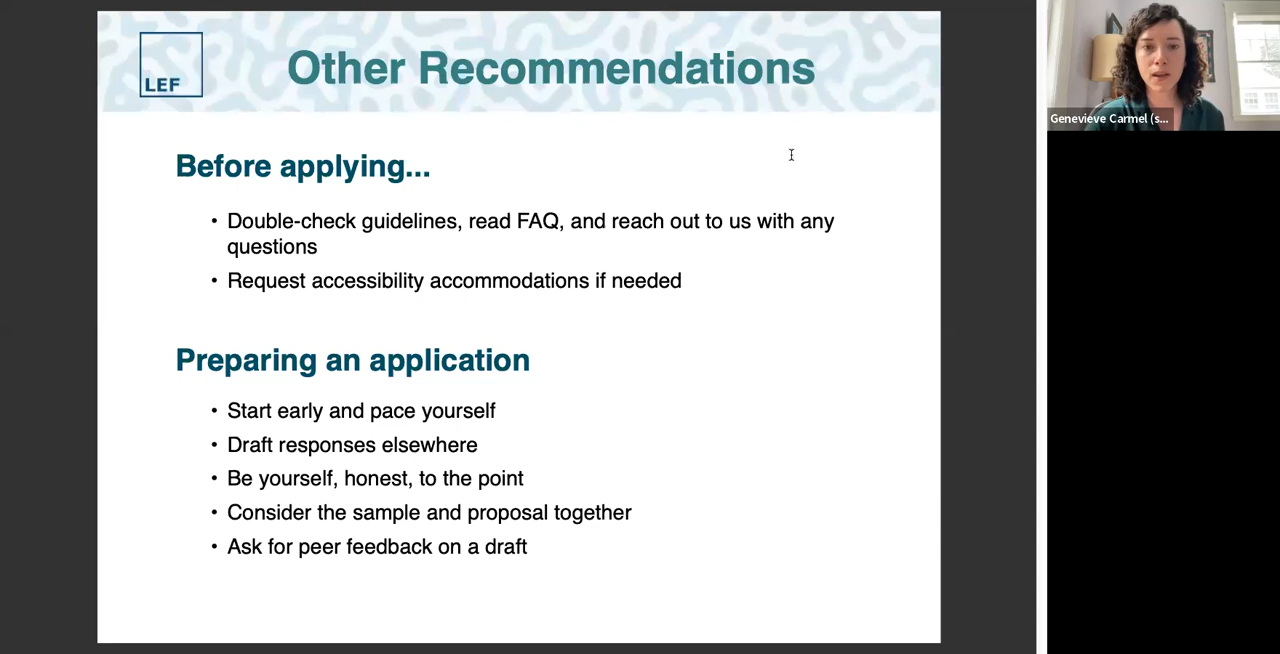 LEF
Other Recommendations
Before applying...
• Double-check guidelines, read FAQ, and reach out to us with any
questions
• Request accessibility accommodations if needed
Preparing an application
• Start early and pace yourself
• Draft responses elsewhere
• Be yourself, honest, to the point
• Consider the sample and proposal together
• Ask for peer feedback on a draft
Genevieve Carmel (s...